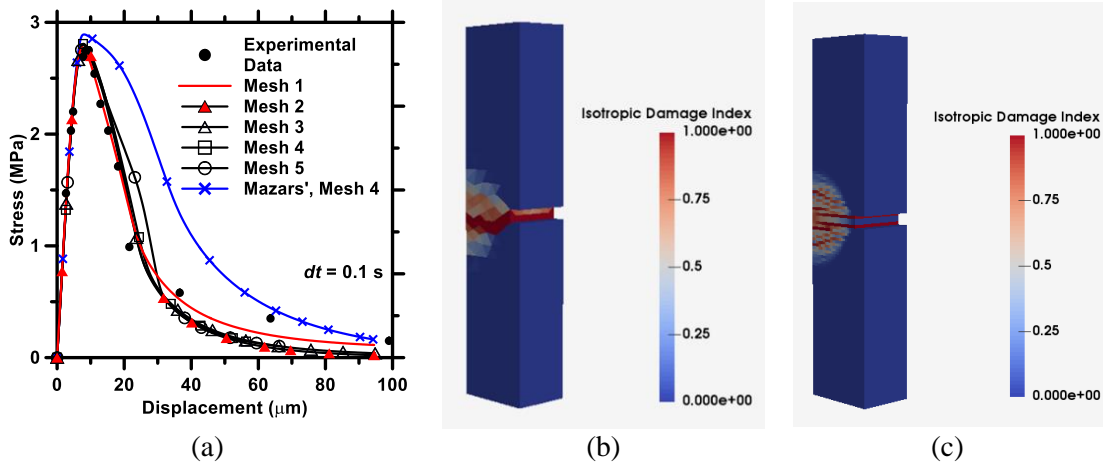 3
2
1
0
Stress (MPa)
Experimental
Data
Mesh 1
Mesh 2
Mesh 3
Mesh 4
Mesh 5
Mazars', Mesh 4
dt = 0.1 s
0 20 40 60 80 100
Displacement (μm)
(a)
Isotropic Damage Index
1.000e+00
0.75
0.5
0.25
0.000e+00
(b)
Isotropic Damage Index
1.000e+00
0.75
0.5
0.25
0.000e+00
(c)